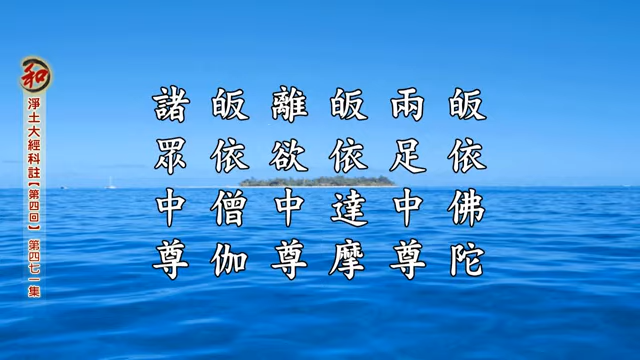 皈依佛陀
兩足中尊
皈依達摩
離欲中尊
皈依僧伽
諸眾中尊
和
淨土大經科註【第四回】 第四七一集